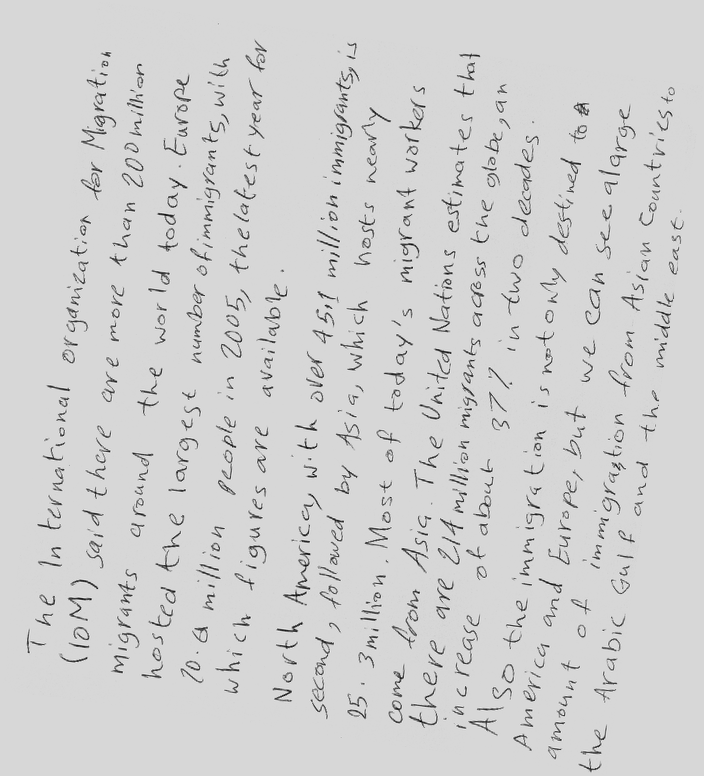 The International organization for Migration
(IOM) said there are more than 200 million
migrants around the world today. Europe
hosted the largest number of immigrants, with
70.6 million people in 2005, the latest year for
which figures are available.
North America, with over 45,1 million immigrants, is
second, followed by Asia, which hosts nearly
25.3 million. Most of today's migrant workers
come from Asia. The United Nations estimates that
there are 214 million migrants across the globe, an
increase of about 37% in two decades.
Also the immigration is not only destined to
America and Europe, but we can see a large
amount of immigration from Asian Countries to
the Arabic Gulf and the middle east.